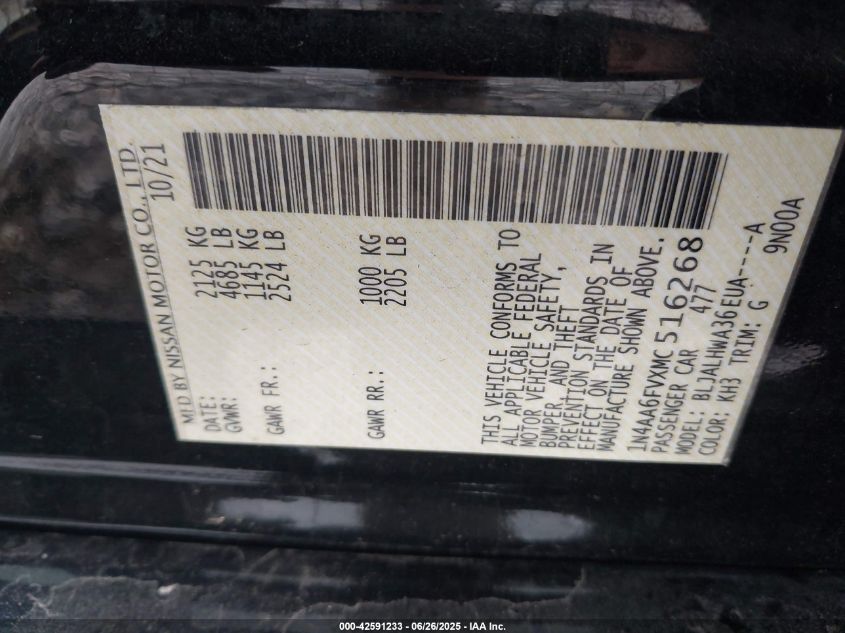 MFD BY NISSAN MOTOR CO., LTD.
DATE: 10/21
GVWR: 2125 KG
4685 LB
GAWR FR.: 1145 KG
2524 LB
GAWR RR.: 1000 KG
2205 LB
THIS VEHICLE CONFORMS TO
ALL APPLICABLE FEDERAL
MOTOR VEHICLE SAFETY,
BUMPER, AND THEFT
PREVENTION STANDARDS IN
EFFECT ON THE DATE OF
MANUFACTURE SHOWN ABOVE.
1N4AA6FVXMC516268
PASSENGER CAR 477
MODEL: BLJALHWA36EUA----A
COLOR: KH3 TRIM: G 9N00A
000-42591233 - 06/26/2025 - IAA Inc.